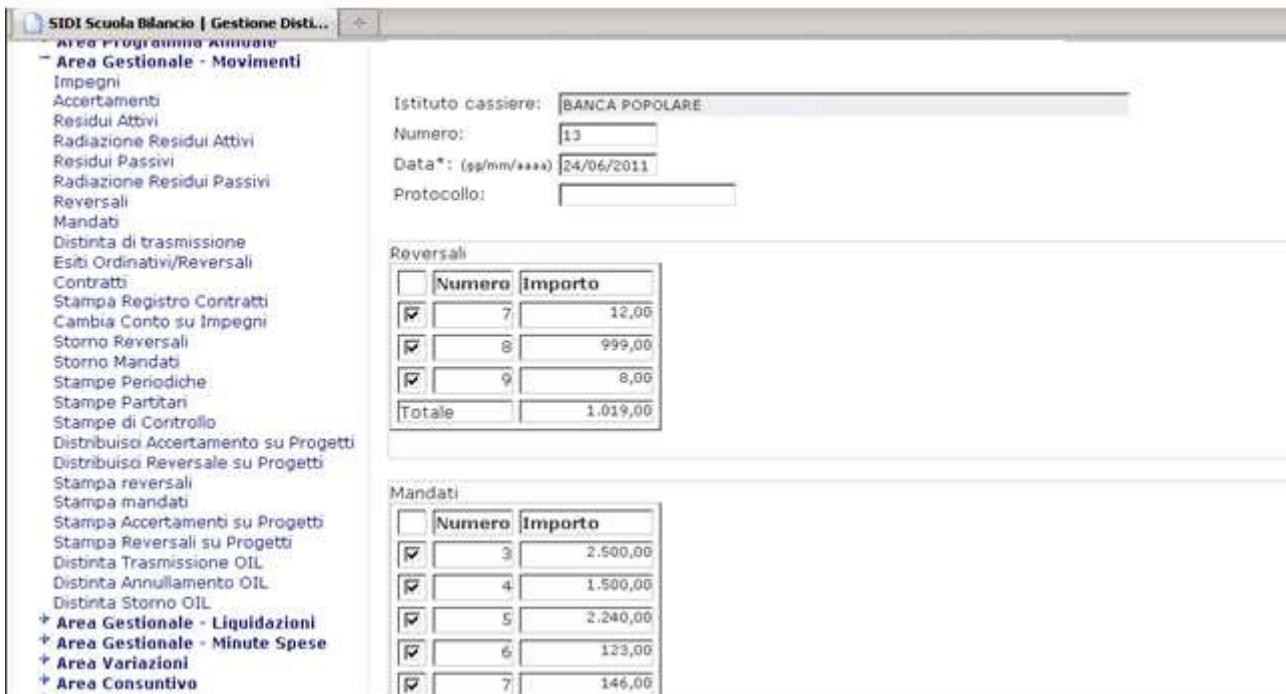 SIDI Scuola Bilancio | Gestione Disti...
Area Programma Annuale
Area Gestionale - Movimenti
Impegni
Accertamenti
Residui Attivi
Radiazione Residui Attivi
Residui Passivi
Radiazione Residui Passivi
Reversali
Mandati
Distinta di trasmissione
Esiti Ordinativi/Reversali
Contratti
Stampa Registro Contratti
Cambia Conto su Impegni
Storno Reversali
Storno Mandati
Stampe Periodiche
Stampe Partitari
Stampe di Controllo
Distribuisci Accertamento su Progetti
Distribuisci Reversale su Progetti
Stampa reversali
Stampa mandati
Stampa Accertamenti su Progetti
Stampa Reversali su Progetti
Distinta Trasmissione OIL
Distinta Annullamento OIL
Distinta Storno OIL
Area Gestionale - Liquidazioni
Area Gestionale - Minute Spese
Area Variazioni
Area Consuntivo
Istituto cassiere: BANCA POPOLARE
Numero: 13
Data*: (gg/mm/aaaa) 24/06/2011
Protocollo:
Reversali
Numero Importo
7 12,00
8 999,00
9 8,00
Totale 1.019,00
Mandati
Numero Importo
3 2.500,00
4 1.500,00
5 2.240,00
6 123,00
7 146,00